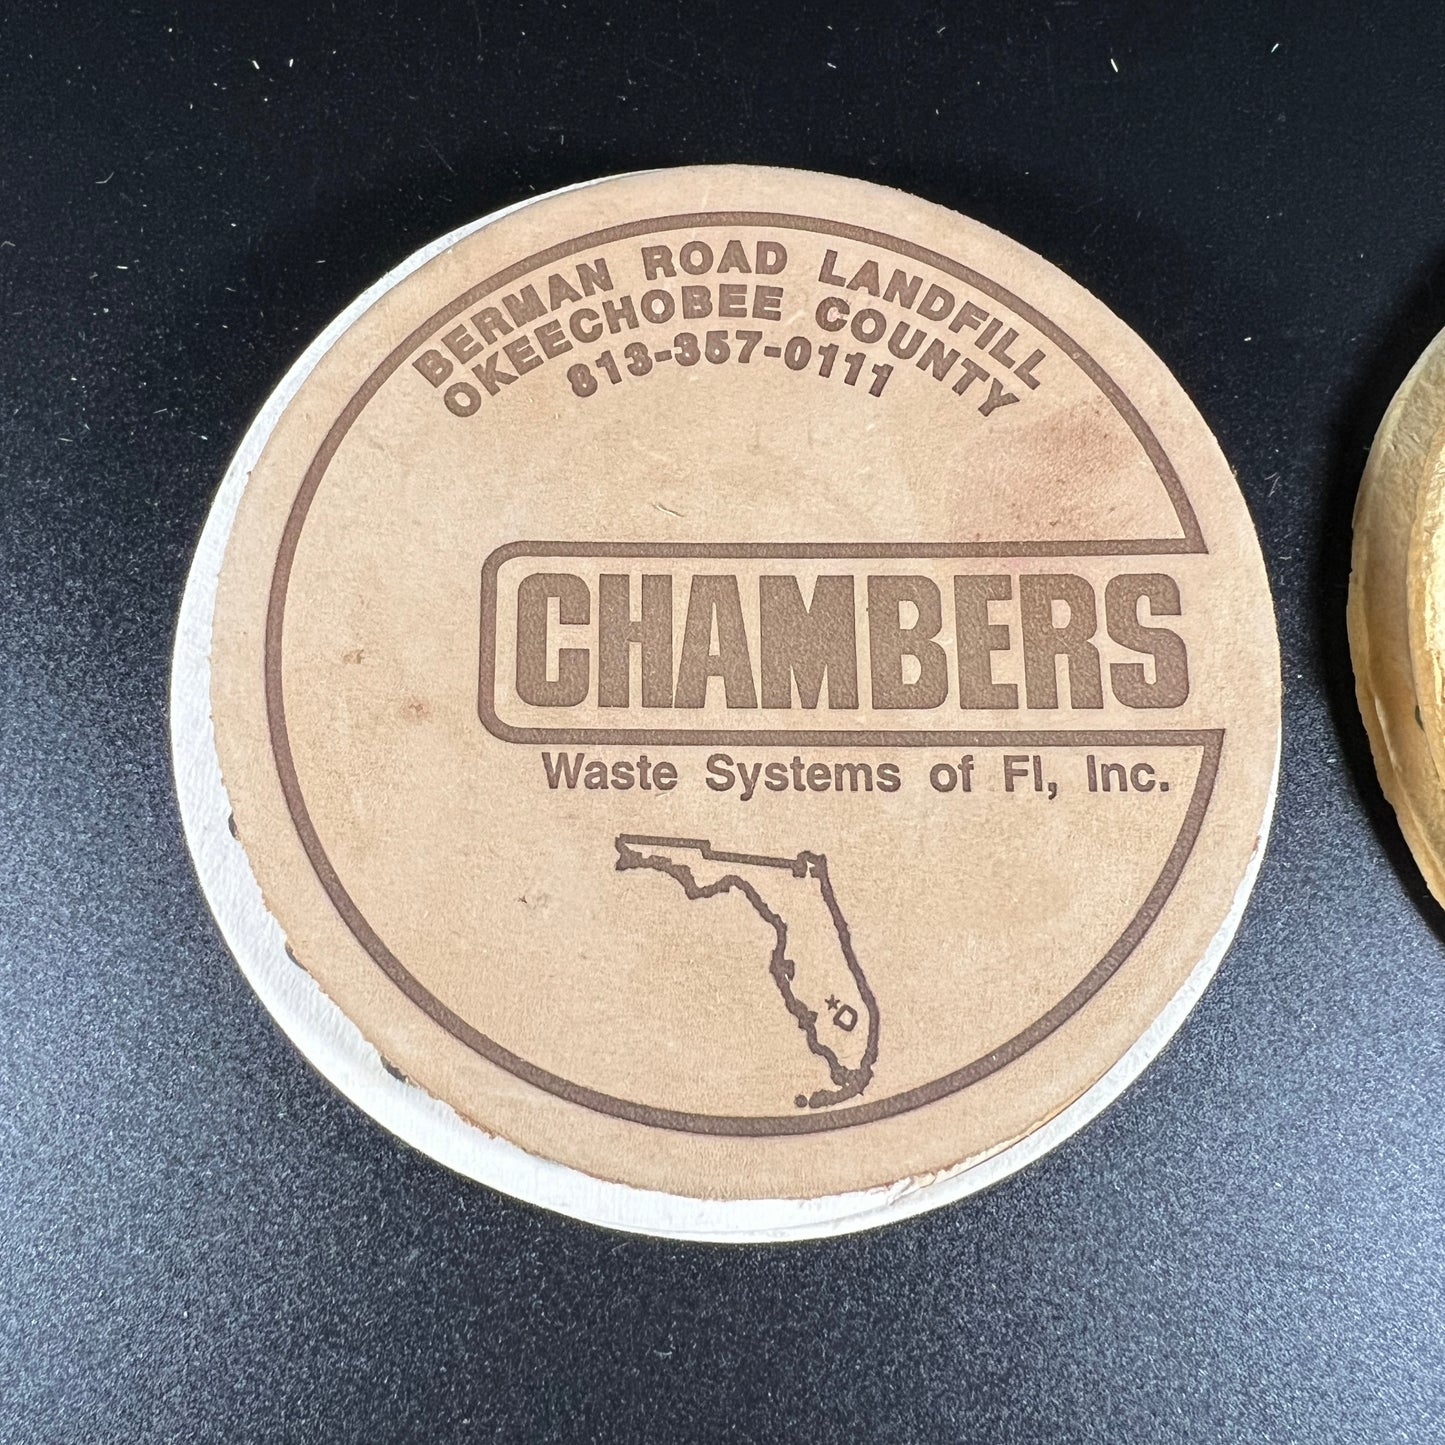 BERMAN ROAD LANDFILL
OKEECHOBEE COUNTY
813-357-0111
CHAMBERS
Waste Systems of Fl, Inc.